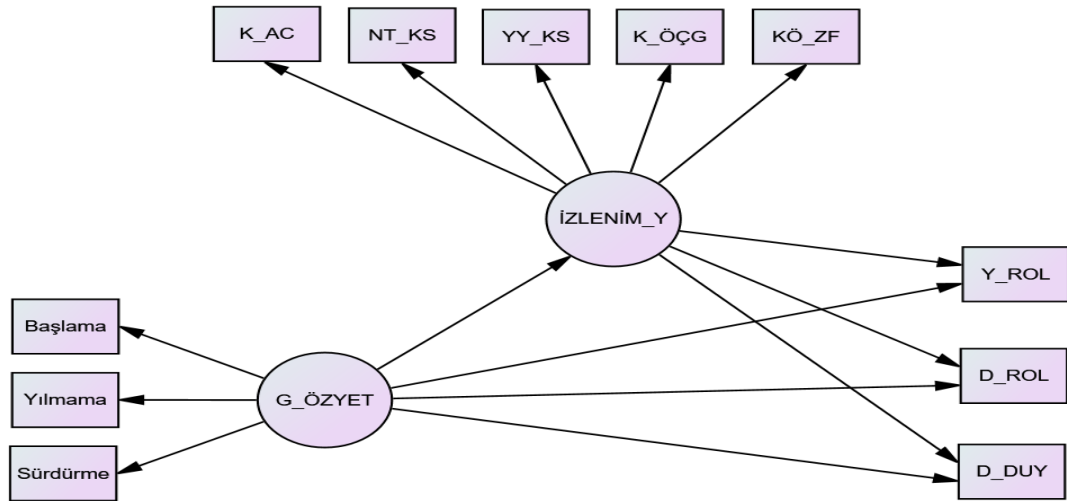 K_AC
NT_KS
YY_KS
K_ÖÇG
KÖ_ZF
İZLENİM_Y
Y_ROL
Başlama
D_ROL
Yılmama
G_ÖZYET
Sürdürme
D_DUY